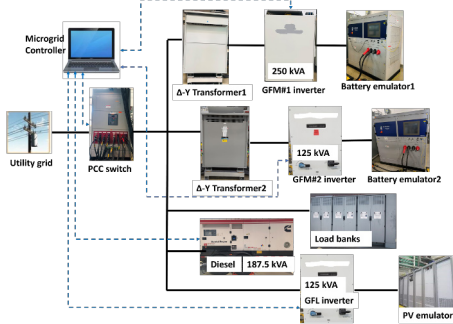 Microgrid
Controller
250 kVA
Δ-Y Transformer1
GFM#1 inverter
Battery emulator1
Utility grid
PCC switch
125 kVA
Δ-Y Transformer2
GFM#2 inverter
Battery emulator2
Load banks
Diesel 187.5 kVA
125 kVA
GFL inverter
PV emulator